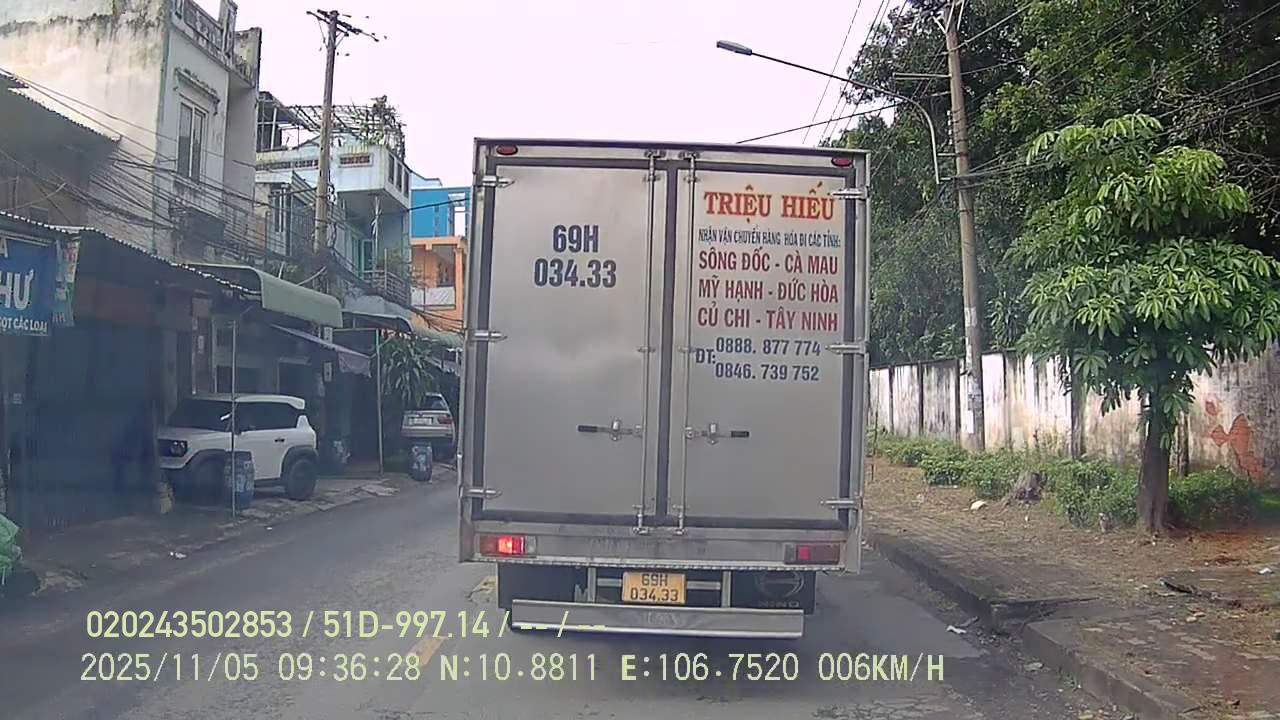 HƯ
GỌT CÁC LOẠI
69H
034.33
TRIỆU HIẾU
NHẬN VẬN CHUYỂN HÀNG HÓA ĐI CÁC TỈNH:
SÔNG ĐỐC - CÀ MAU
MỸ HẠNH - ĐỨC HÒA
CỦ CHI - TÂY NINH
ĐT: 0888. 877 774
0846. 739 752
69H
034.33
HINO
020243502853 / 51D-997.14 / -- / --
2025/11/05 09:36:28 N:10.8811 E:106.7520 006KM/H